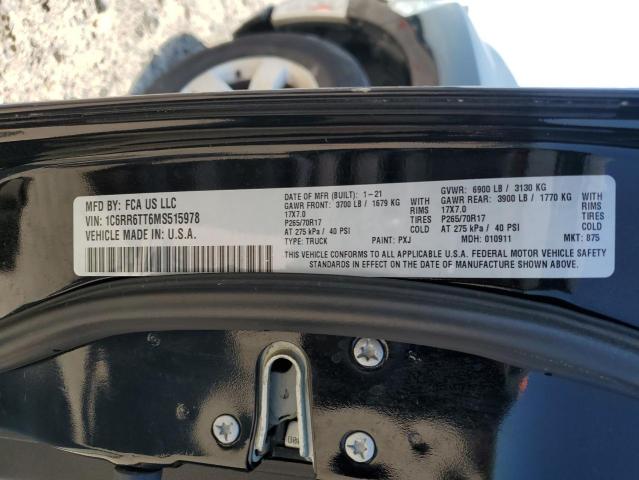 MFD BY: FCA US LLC
VIN: 1C6RR6TT6MS515978
VEHICLE MADE IN: U.S.A.
DATE OF MFR (BUILT): 1-21
GAWR FRONT: 3700 LB / 1679 KG WITH
17X7.0 RIMS
P265/70R17 TIRES
AT 275 kPa / 40 PSI COLD
TYPE: TRUCK PAINT: PXJ
GVWR: 6900 LB / 3130 KG
GAWR REAR: 3900 LB / 1770 KG WITH
17X7.0 RIMS
P265/70R17 TIRES
AT 275 kPa / 40 PSI COLD
MDH: 010911 MKT: 875
THIS VEHICLE CONFORMS TO ALL APPLICABLE U.S.A. FEDERAL MOTOR VEHICLE SAFETY
STANDARDS IN EFFECT ON THE DATE OF MANUFACTURE SHOWN ABOVE.